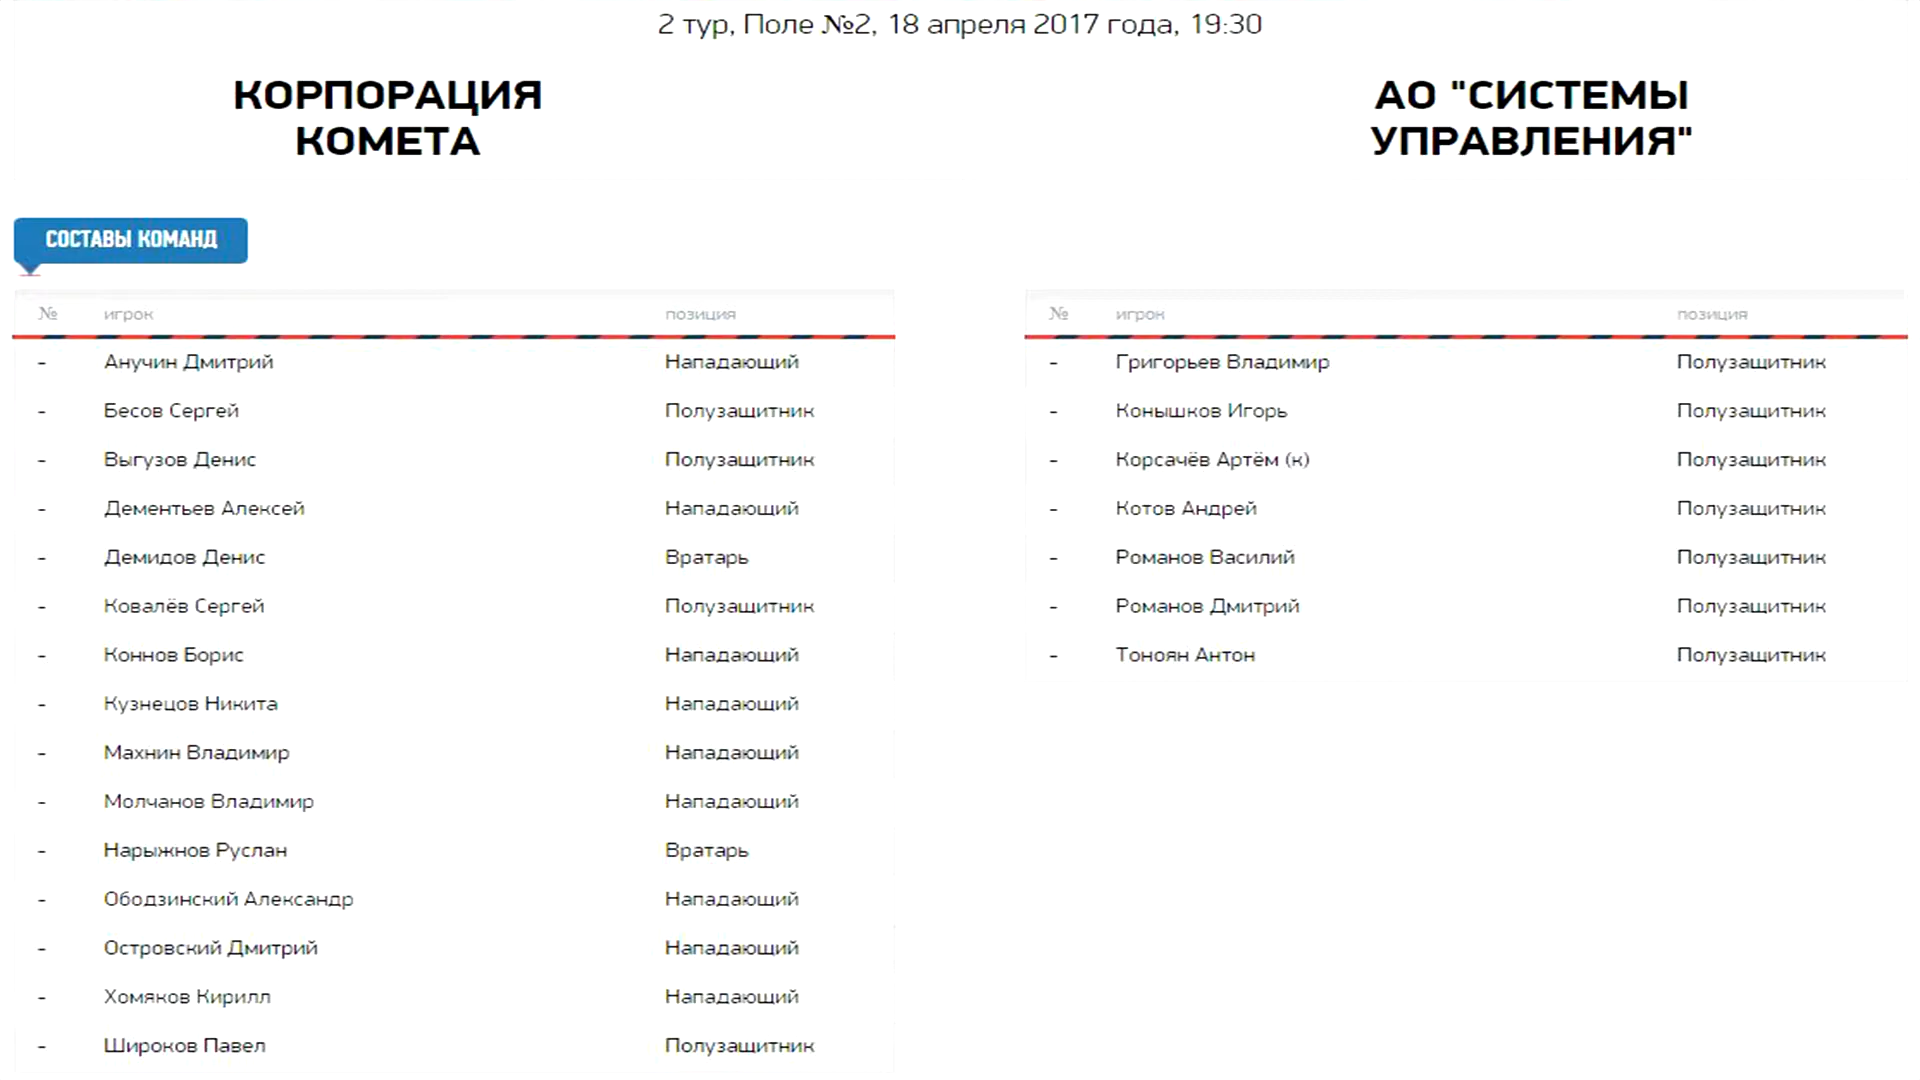 2 тур, Поле №2, 18 апреля 2017 года, 19:30
КОРПОРАЦИЯ
КОМЕТА
АО "СИСТЕМЫ
УПРАВЛЕНИЯ"
СОСТАВЫ КОМАНД
№ игрок позиция
- Анучин Дмитрий Нападающий
- Бесов Сергей Полузащитник
- Выгузов Денис Полузащитник
- Дементьев Алексей Нападающий
- Демидов Денис Вратарь
- Ковалёв Сергей Полузащитник
- Коннов Борис Нападающий
- Кузнецов Никита Нападающий
- Махнин Владимир Нападающий
- Молчанов Владимир Нападающий
- Нарыжнов Руслан Вратарь
- Ободзинский Александр Нападающий
- Островский Дмитрий Нападающий
- Хомяков Кирилл Нападающий
- Широков Павел Полузащитник
№ игрок позиция
- Григорьев Владимир Полузащитник
- Конышков Игорь Полузащитник
- Корсачёв Артём (к) Полузащитник
- Котов Андрей Полузащитник
- Романов Василий Полузащитник
- Романов Дмитрий Полузащитник
- Тоноян Антон Полузащитник